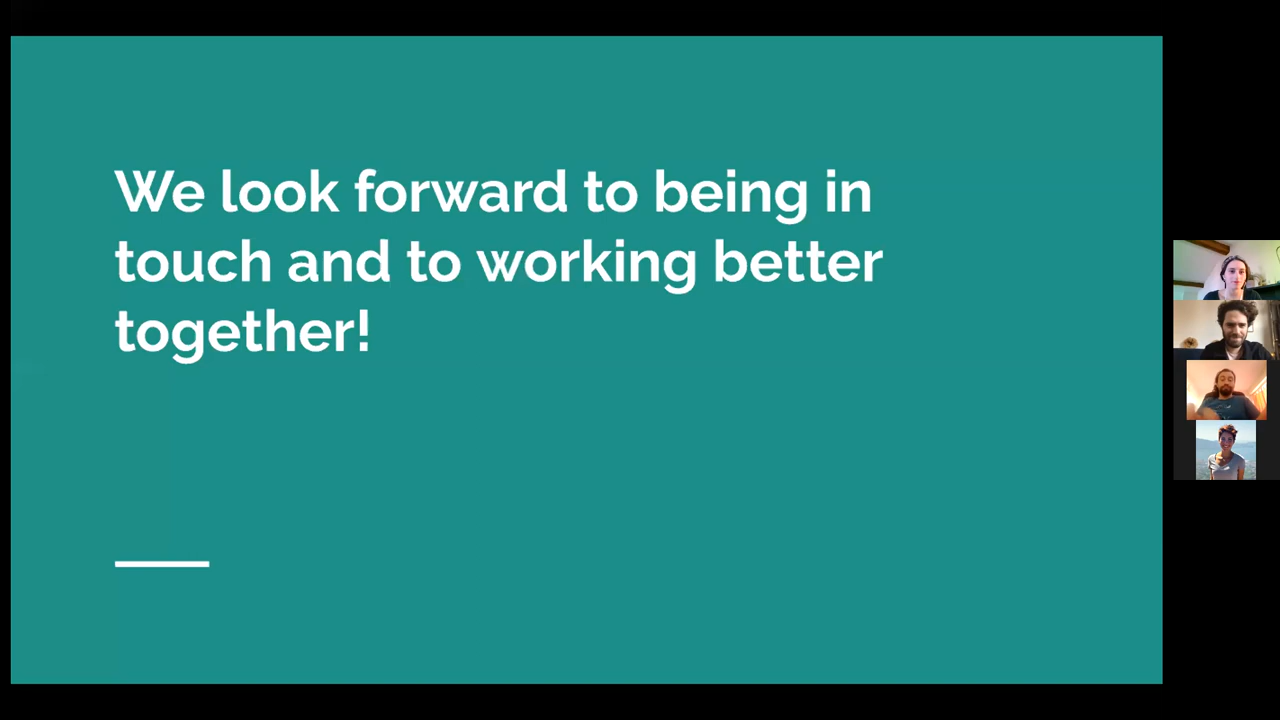 We look forward to being in
touch and to working better
together!